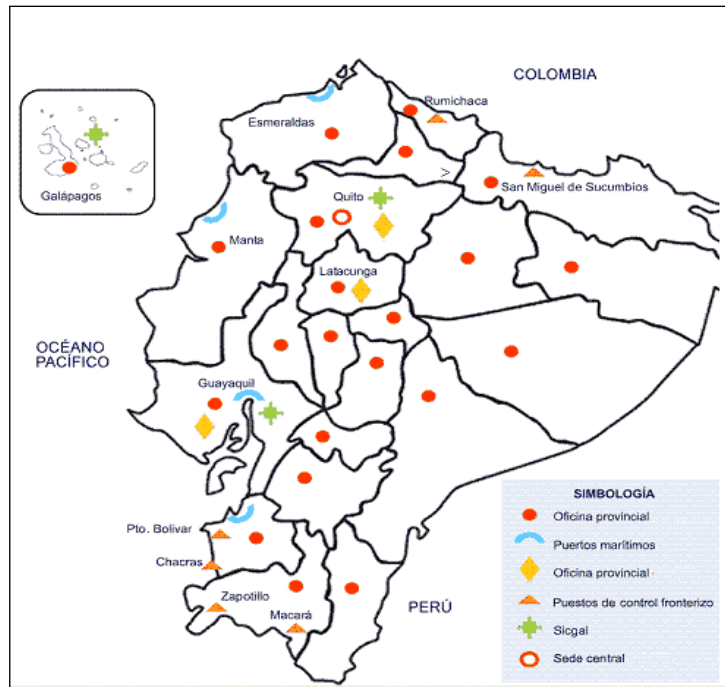 COLOMBIA
Rumichaca
Esmeraldas
>
San Miguel de Sucumbios
Galápagos
Quito
Manta
Latacunga
OCÉANO
PACÍFICO
Guayaquil
Pto. Bolivar
Chacras
Zapotillo
Macará
PERÚ
SIMBOLOGÍA
Oficina provincial
Puertos marítimos
Oficina provincial
Puestos de control fronterizo
Sicgal
Sede central